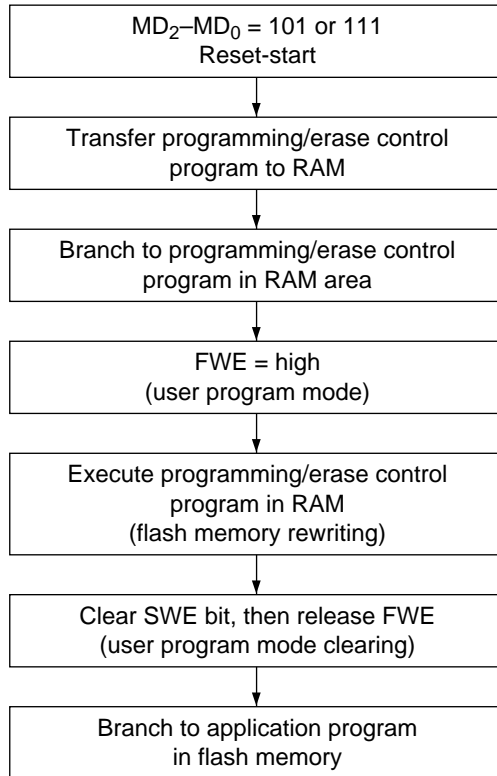 MD₂–MD₀ = 101 or 111
Reset-start
Transfer programming/erase control
program to RAM
Branch to programming/erase control
program in RAM area
FWE = high
(user program mode)
Execute programming/erase control
program in RAM
(flash memory rewriting)
Clear SWE bit, then release FWE
(user program mode clearing)
Branch to application program
in flash memory